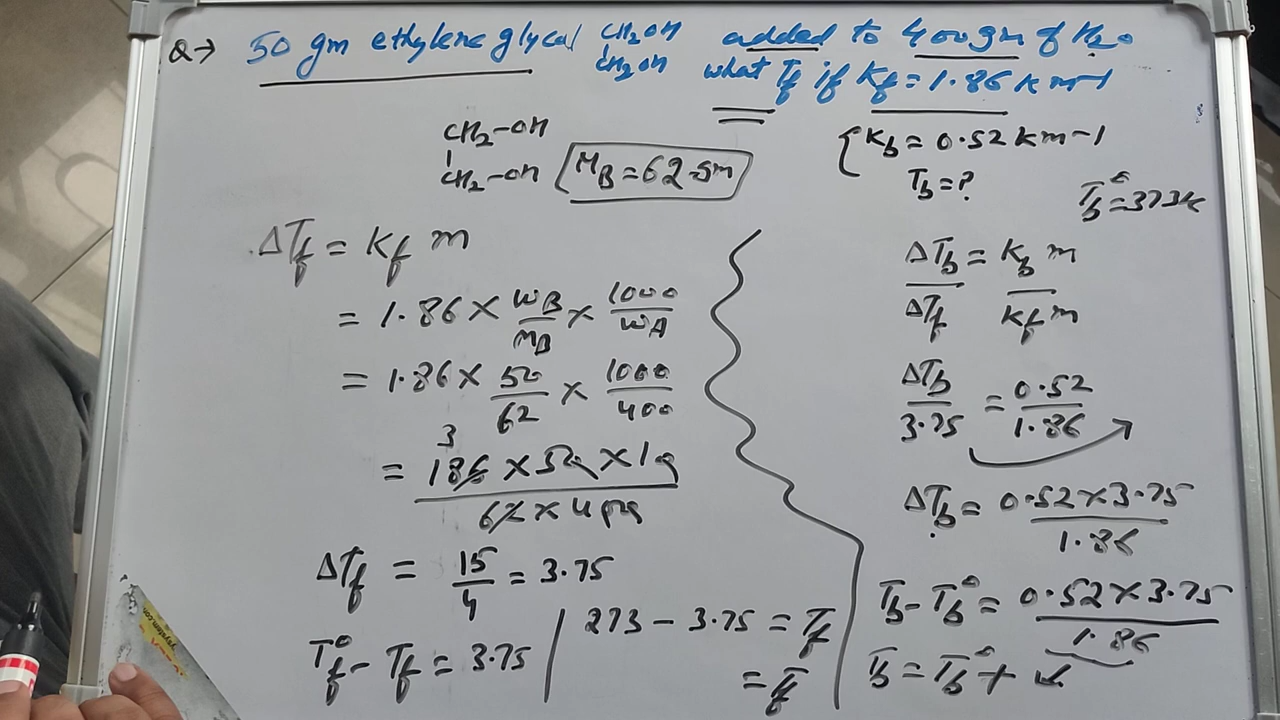 Q→ 50 gm ethylene glycal CH₂OH added to 400gm of H₂O
CH₂OH what Tf if Kf = 1.86 K m-1
CH₂-OH
CH₂-OH MB = 62 gm
ΔTf = Kf m
= 1.86 × WB/MB × 1000/WA
= 1.86 × 50/62 × 1000/400
3
= 186 × 50 × 10 / 62 × 400
ΔTf = 15/4 = 3.75
Tf° - Tf = 3.75
273 - 3.75 = Tf
= Tf
{ Kb = 0.52 K m-1
Tb = ?
Tb° = 373K
ΔTb/ΔTf = Kb m/Kf m
ΔTb/3.75 = 0.52/1.86
ΔTb = 0.52 × 3.75/1.86
Tb - Tb° = 0.52 × 3.75/1.86
Tb = Tb° +